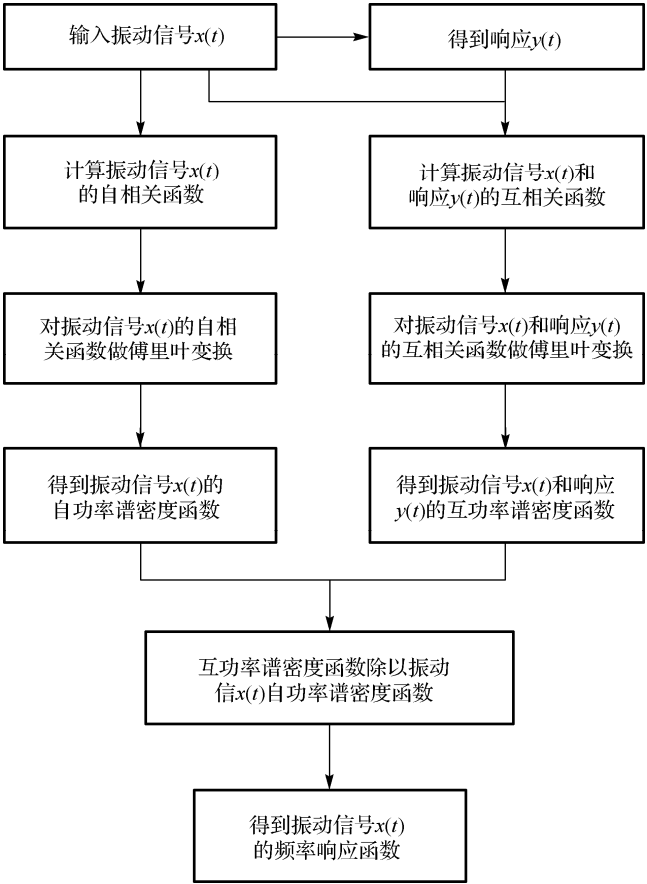 输入振动信号x(t)
得到响应y(t)
计算振动信号x(t)
的自相关函数
计算振动信号x(t)和
响应y(t)的互相关函数
对振动信号x(t)的自相
关函数做傅里叶变换
对振动信号x(t)和响应y(t)
的互相关函数做傅里叶变换
得到振动信号x(t)的
自功率谱密度函数
得到振动信号x(t)和响应
y(t)的互功率谱密度函数
互功率谱密度函数除以振动
信x(t)自功率谱密度函数
得到振动信号x(t)
的频率响应函数